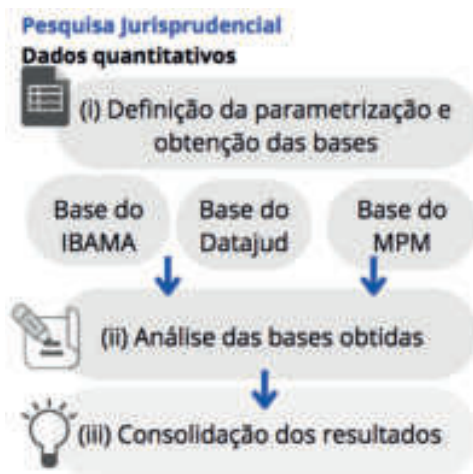 Pesquisa Jurisprudencial
Dados quantitativos
(i) Definição da parametrização e
obtenção das bases
Base do
IBAMA
Base do
Datajud
Base do
MPM
(ii) Análise das bases obtidas
(iii) Consolidação dos resultados